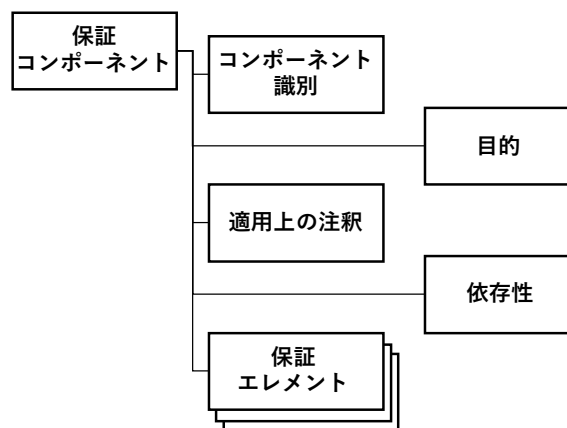 保証
コンポーネント
コンポーネント
識別
目的
適用上の注釈
依存性
保証
エレメント